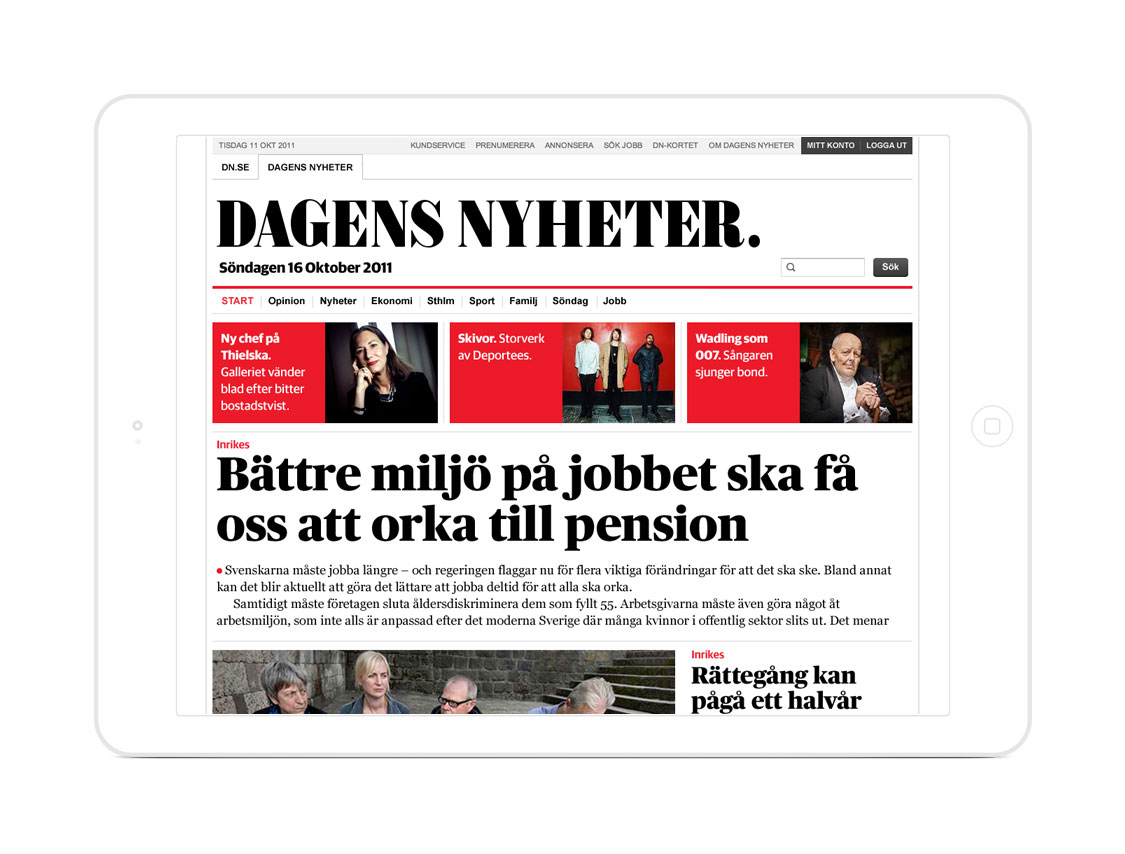 TISDAG 11 OKT 2011 KUNDSERVICE PRENUMERERA ANNONSERA SÖK JOBB DN-KORTET OM DAGENS NYHETER MITT KONTO LOGGA UT
DN.SE DAGENS NYHETER
DAGENS NYHETER.
Söndagen 16 Oktober 2011
Sök
START Opinion Nyheter Ekonomi Sthlm Sport Familj Söndag Jobb
Ny chef på
Thielska.
Galleriet vänder
blad efter bitter
bostadstvist.
Skivor. Storverk
av Deportees.
Wadling som
007. Sångaren
sjunger bond.
Inrikes
Bättre miljö på jobbet ska få
oss att orka till pension
• Svenskarna måste jobba längre – och regeringen flaggar nu för flera viktiga förändringar för att det ska ske. Bland annat
kan det blir aktuellt att göra det lättare att jobba deltid för att alla ska orka.
Samtidigt måste företagen sluta åldersdiskriminera dem som fyllt 55. Arbetsgivarna måste även göra något åt
arbetsmiljön, som inte alls är anpassad efter det moderna Sverige där många kvinnor i offentlig sektor slits ut. Det menar
Inrikes
Rättegång kan
pågå ett halvår